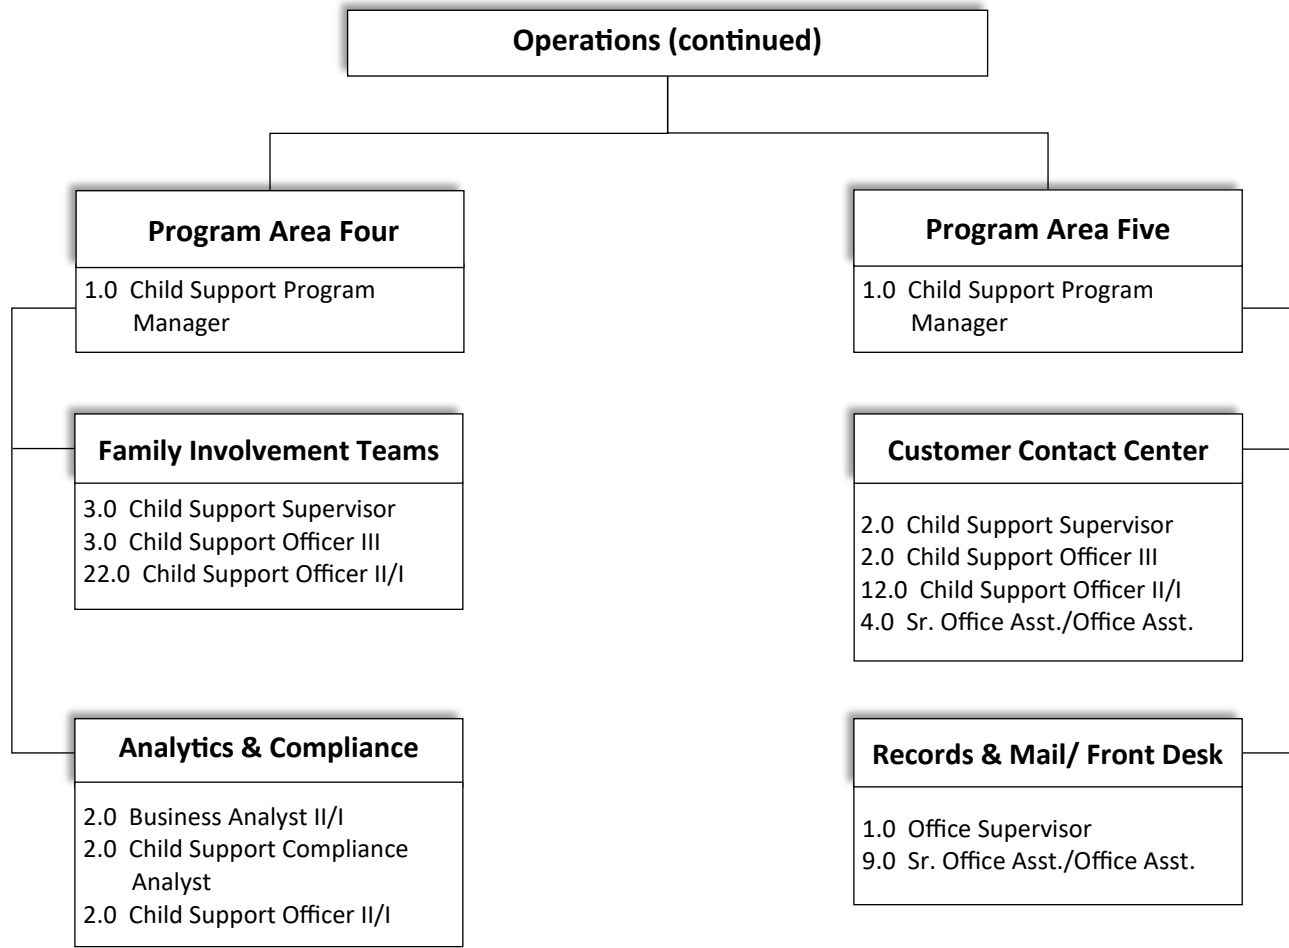 Operations (continued)
Program Area Four
1.0 Child Support Program
Manager
Family Involvement Teams
3.0 Child Support Supervisor
3.0 Child Support Officer III
22.0 Child Support Officer II/I
Analytics & Compliance
2.0 Business Analyst II/I
2.0 Child Support Compliance
Analyst
2.0 Child Support Officer II/I
Program Area Five
1.0 Child Support Program
Manager
Customer Contact Center
2.0 Child Support Supervisor
2.0 Child Support Officer III
12.0 Child Support Officer II/I
4.0 Sr. Office Asst./Office Asst.
Records & Mail/ Front Desk
1.0 Office Supervisor
9.0 Sr. Office Asst./Office Asst.